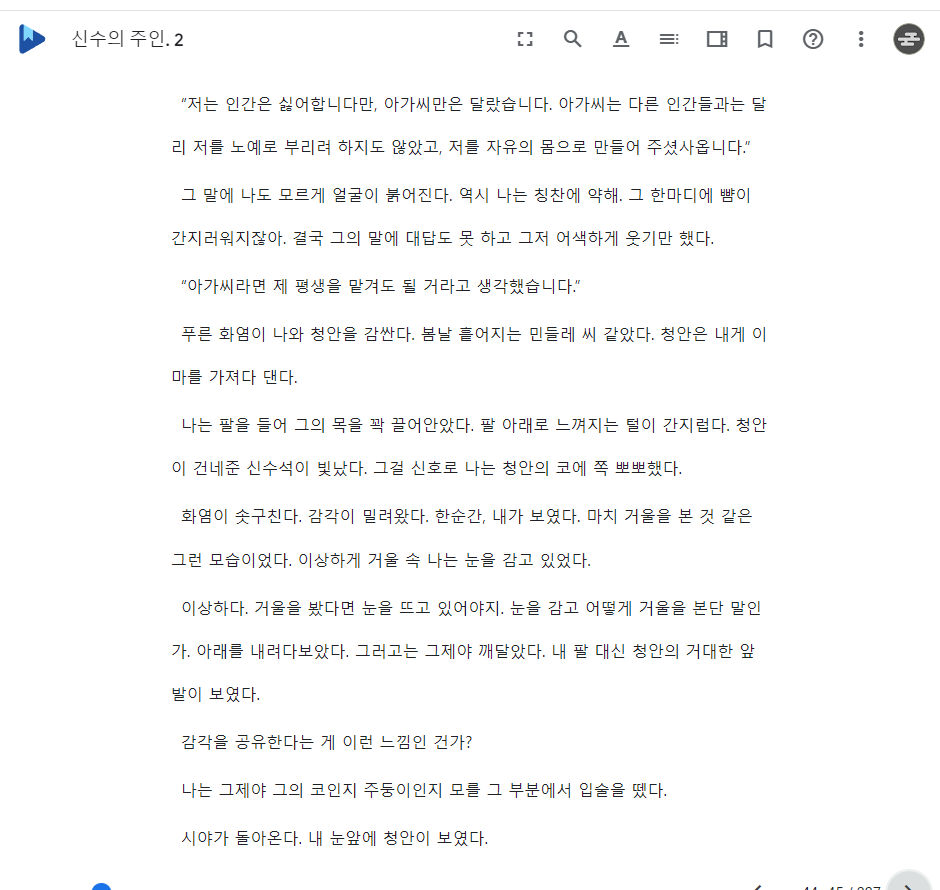 신수의 주인. 2
“저는 인간은 싫어합니다만, 아가씨만은 달랐습니다. 아가씨는 다른 인간들과는 달
리 저를 노예로 부리려 하지도 않았고, 저를 자유의 몸으로 만들어 주셨사옵니다.”
그 말에 나도 모르게 얼굴이 붉어진다. 역시 나는 칭찬에 약해. 그 한마디에 뺨이
간지러워지잖아. 결국 그의 말에 대답도 못 하고 그저 어색하게 웃기만 했다.
“아가씨라면 제 평생을 맡겨도 될 거라고 생각했습니다.”
푸른 화염이 나와 청안을 감싼다. 봄날 흩어지는 민들레 씨 같았다. 청안은 내게 이
마를 가져다 댄다.
나는 팔을 들어 그의 목을 꽉 끌어안았다. 팔 아래로 느껴지는 털이 간지럽다. 청안
이 건네준 신수석이 빛났다. 그걸 신호로 나는 청안의 코에 쪽 뽀뽀했다.
화염이 솟구친다. 감각이 밀려왔다. 한순간, 내가 보였다. 마치 거울을 본 것 같은
그런 모습이었다. 이상하게 거울 속 나는 눈을 감고 있었다.
이상하다. 거울을 봤다면 눈을 뜨고 있어야지. 눈을 감고 어떻게 거울을 본단 말인
가. 아래를 내려다보았다. 그러고는 그제야 깨달았다. 내 팔 대신 청안의 거대한 앞
발이 보였다.
감각을 공유한다는 게 이런 느낌인 건가?
나는 그제야 그의 코인지 주둥이인지 모를 그 부분에서 입술을 뗐다.
시야가 돌아온다. 내 눈앞에 청안이 보였다.